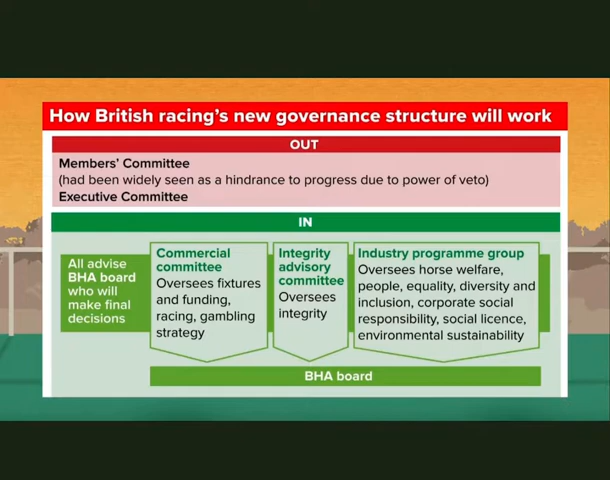 How British racing's new governance structure will work
OUT
Members' Committee
(had been widely seen as a hindrance to progress due to power of veto)
Executive Committee
IN
All advise
BHA board
who will
make final
decisions
Commercial
committee
Oversees fixtures
and funding,
racing, gambling
strategy
Integrity
advisory
committee
Oversees
integrity
Industry programme group
Oversees horse welfare,
people, equality, diversity and
inclusion, corporate social
responsibility, social licence,
environmental sustainability
BHA board